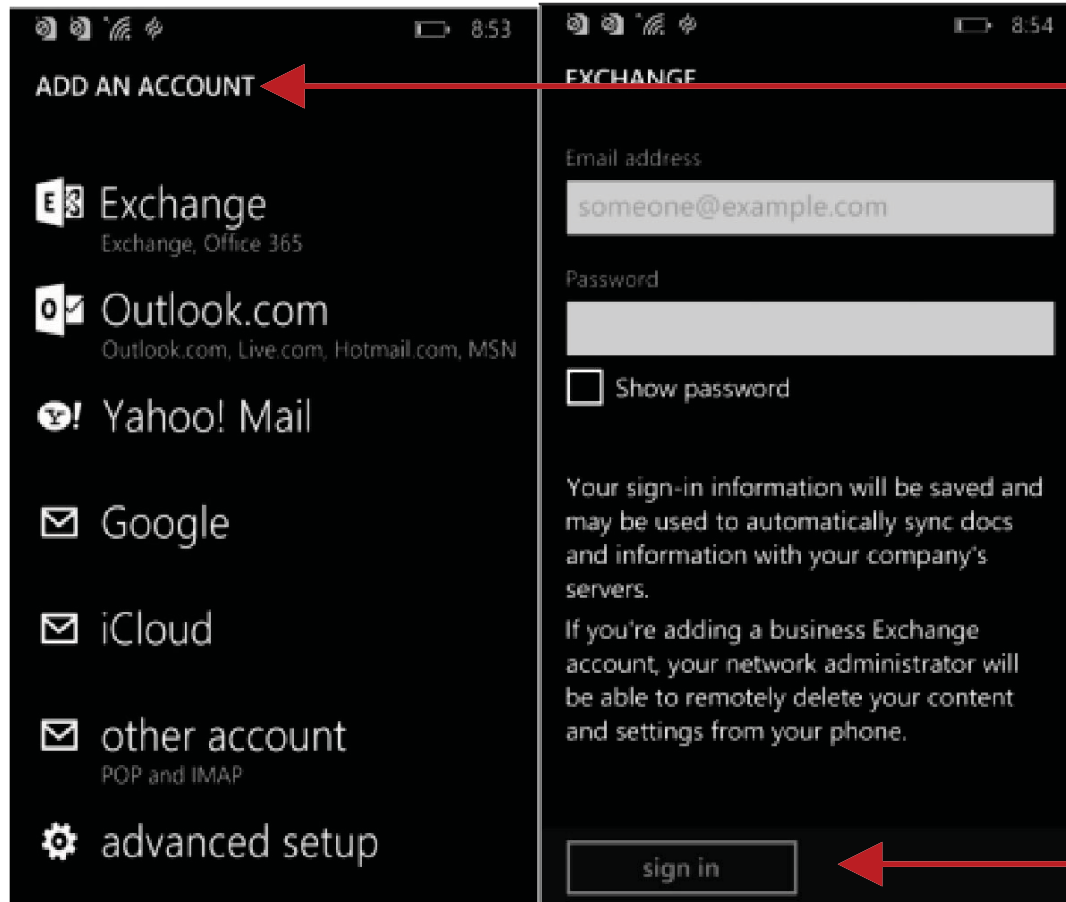 8:53
ADD AN ACCOUNT
Exchange
Exchange, Office 365
Outlook.com
Outlook.com, Live.com, Hotmail.com, MSN
Yahoo! Mail
Google
iCloud
other account
POP and IMAP
advanced setup
8:54
EXCHANGE
Email address
someone@example.com
Password
Show password
Your sign-in information will be saved and
may be used to automatically sync docs
and information with your company's
servers.
If you're adding a business Exchange
account, your network administrator will
be able to remotely delete your content
and settings from your phone.
sign in